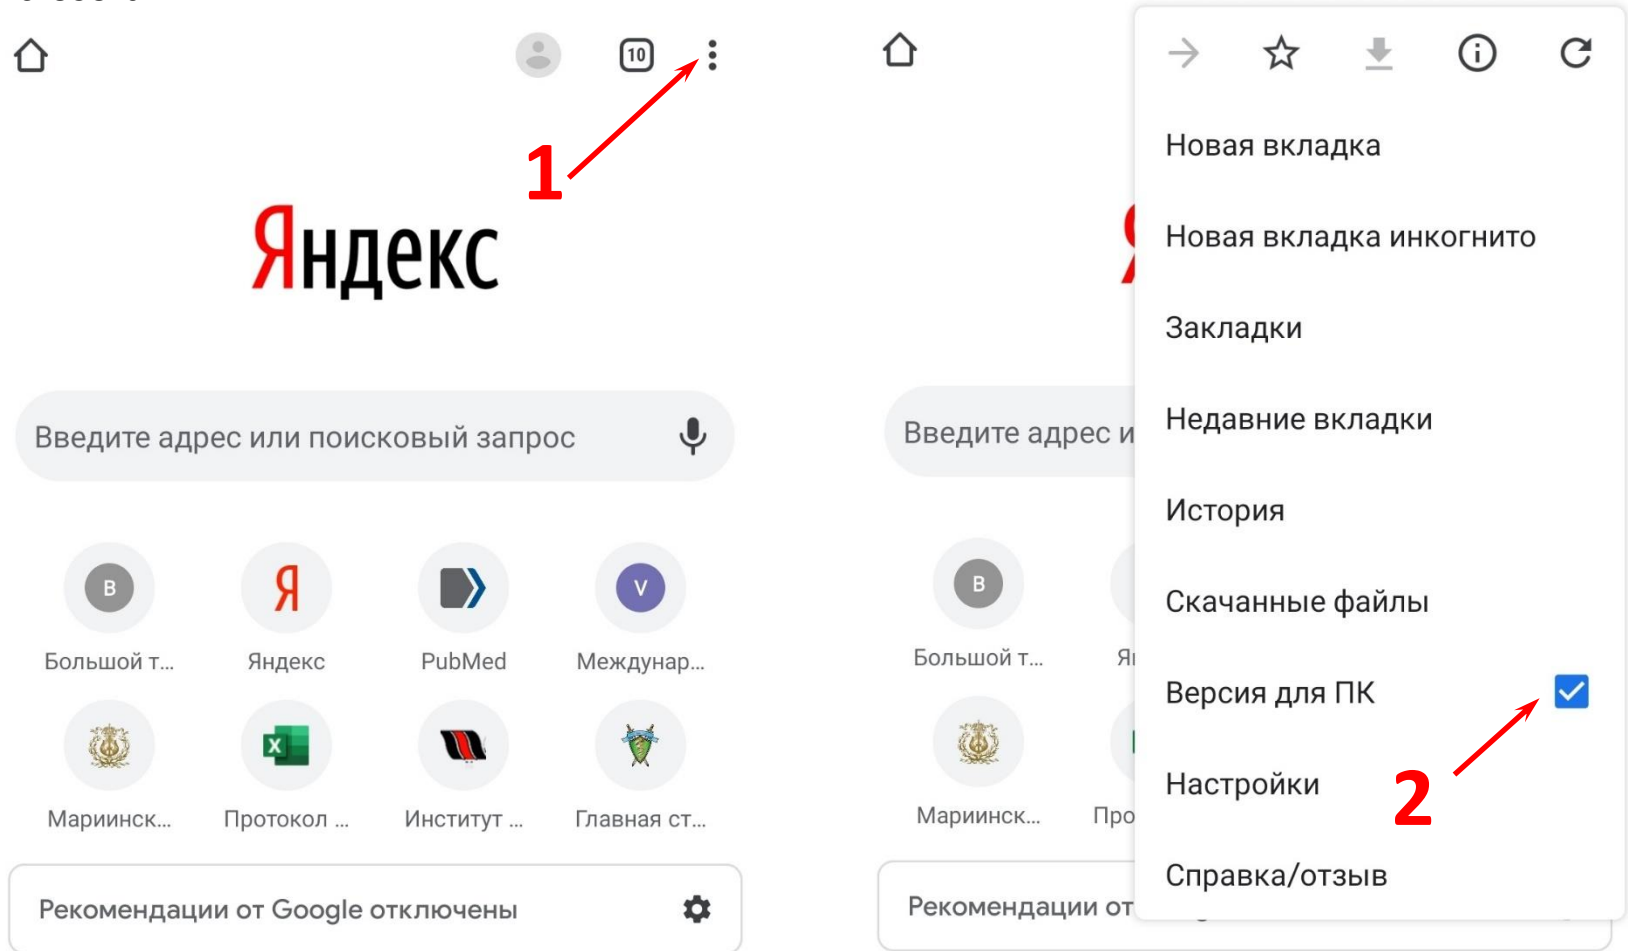 10
1
Яндекс
Введите адрес или поисковый запрос
B
Я
V
Большой т...
Яндекс
PubMed
Междунар...
X
Мариинск...
Протокол ...
Институт ...
Главная ст...
Рекомендации от Google отключены
Введите адрес и
B
Большой т...
Мариинск...
Про
Рекомендации от
Новая вкладка
Новая вкладка инкогнито
Закладки
Недавние вкладки
История
Скачанные файлы
Версия для ПК
Настройки
2
Справка/отзыв